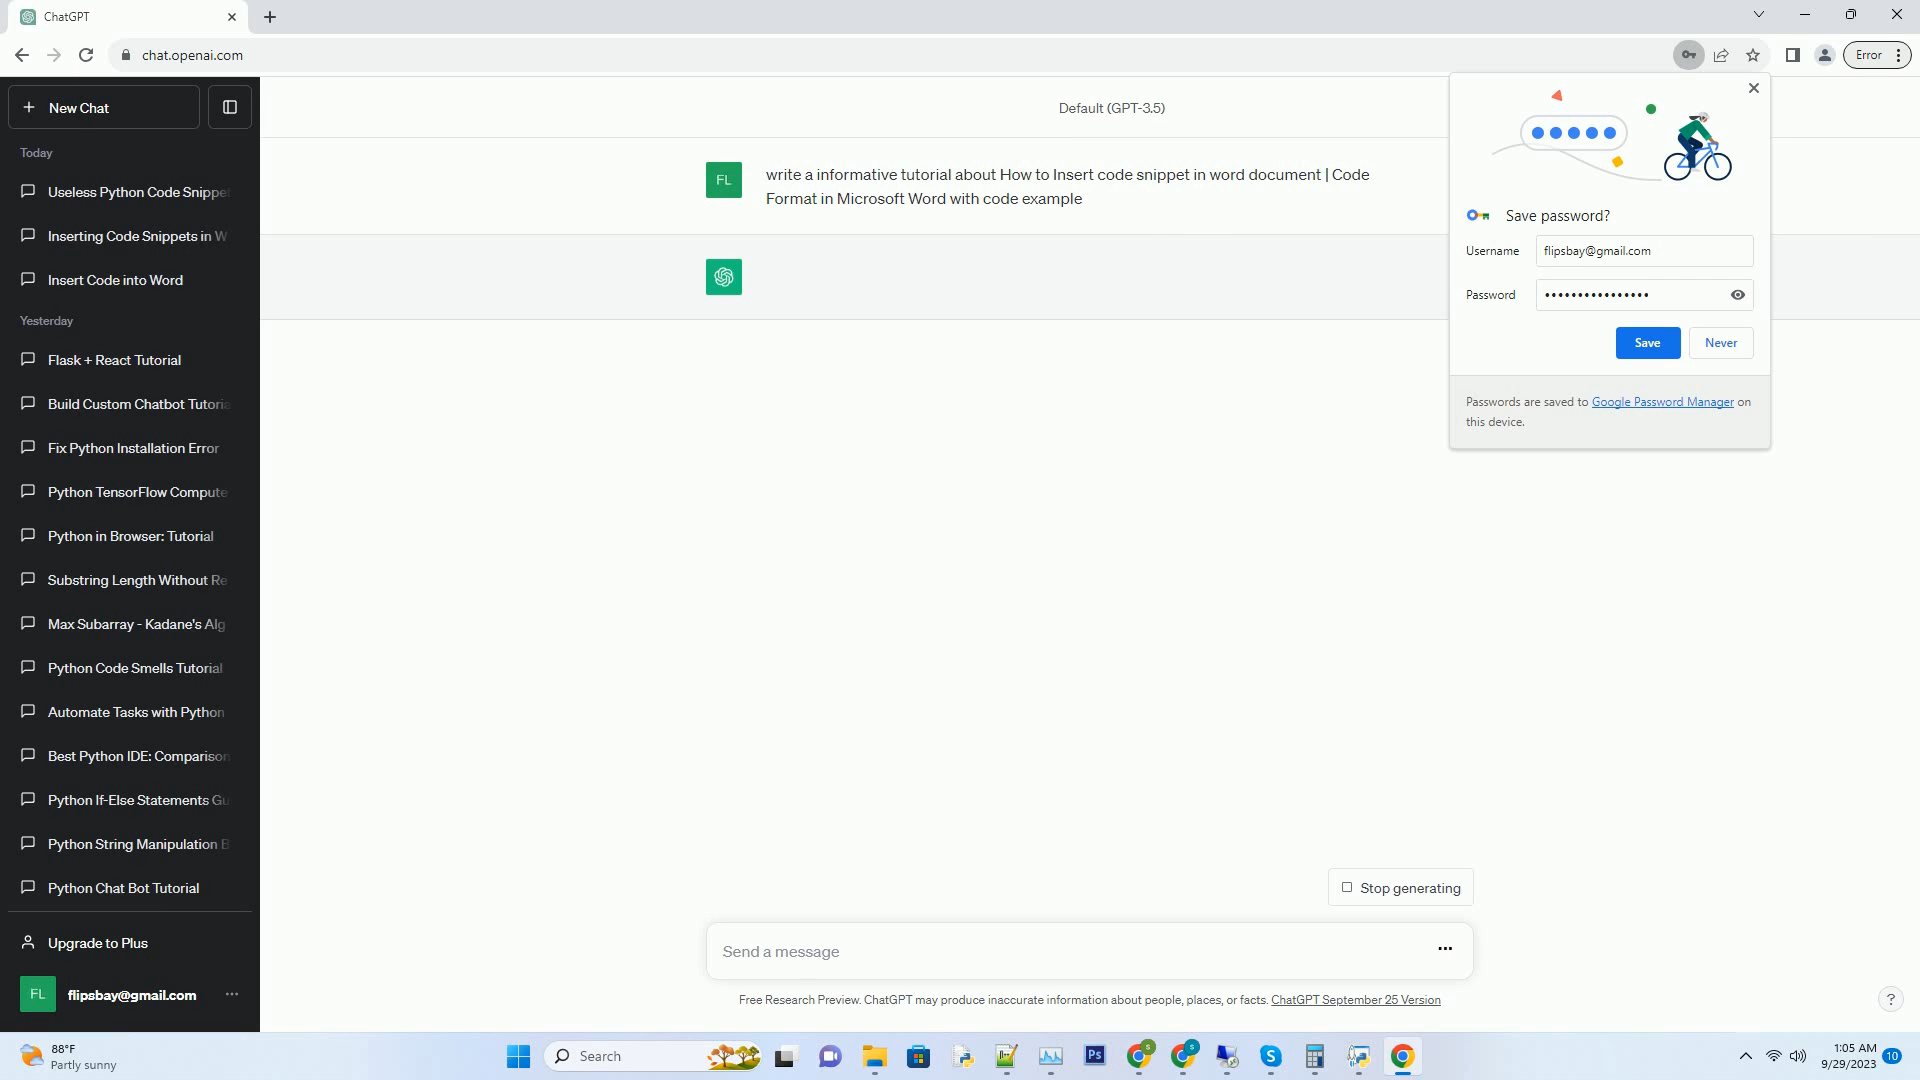 ChatGPT
chat.openai.com
Error
New Chat
Default (GPT-3.5)
Today
Useless Python Code Snippe
Inserting Code Snippets in W
Insert Code into Word
Yesterday
Flask + React Tutorial
Build Custom Chatbot Tutoria
Fix Python Installation Error
Python TensorFlow Compute
Python in Browser: Tutorial
Substring Length Without Re
Max Subarray - Kadane's Alg
Python Code Smells Tutorial
Automate Tasks with Python
Best Python IDE: Comparison
Python If-Else Statements Gu
Python String Manipulation B
Python Chat Bot Tutorial
Upgrade to Plus
FL
flipsbay@gmail.com
FL
write a informative tutorial about How to Insert code snippet in word document | Code
Format in Microsoft Word with code example
Save password?
Username flipsbay@gmail.com
Password ••••••••••••••••
Save Never
Passwords are saved to Google Password Manager on
this device.
Stop generating
Send a message
Free Research Preview. ChatGPT may produce inaccurate information about people, places, or facts. ChatGPT September 25 Version
?
88°F
Partly sunny
Search
Ps
S
S
S
1:05 AM
9/29/2023
10